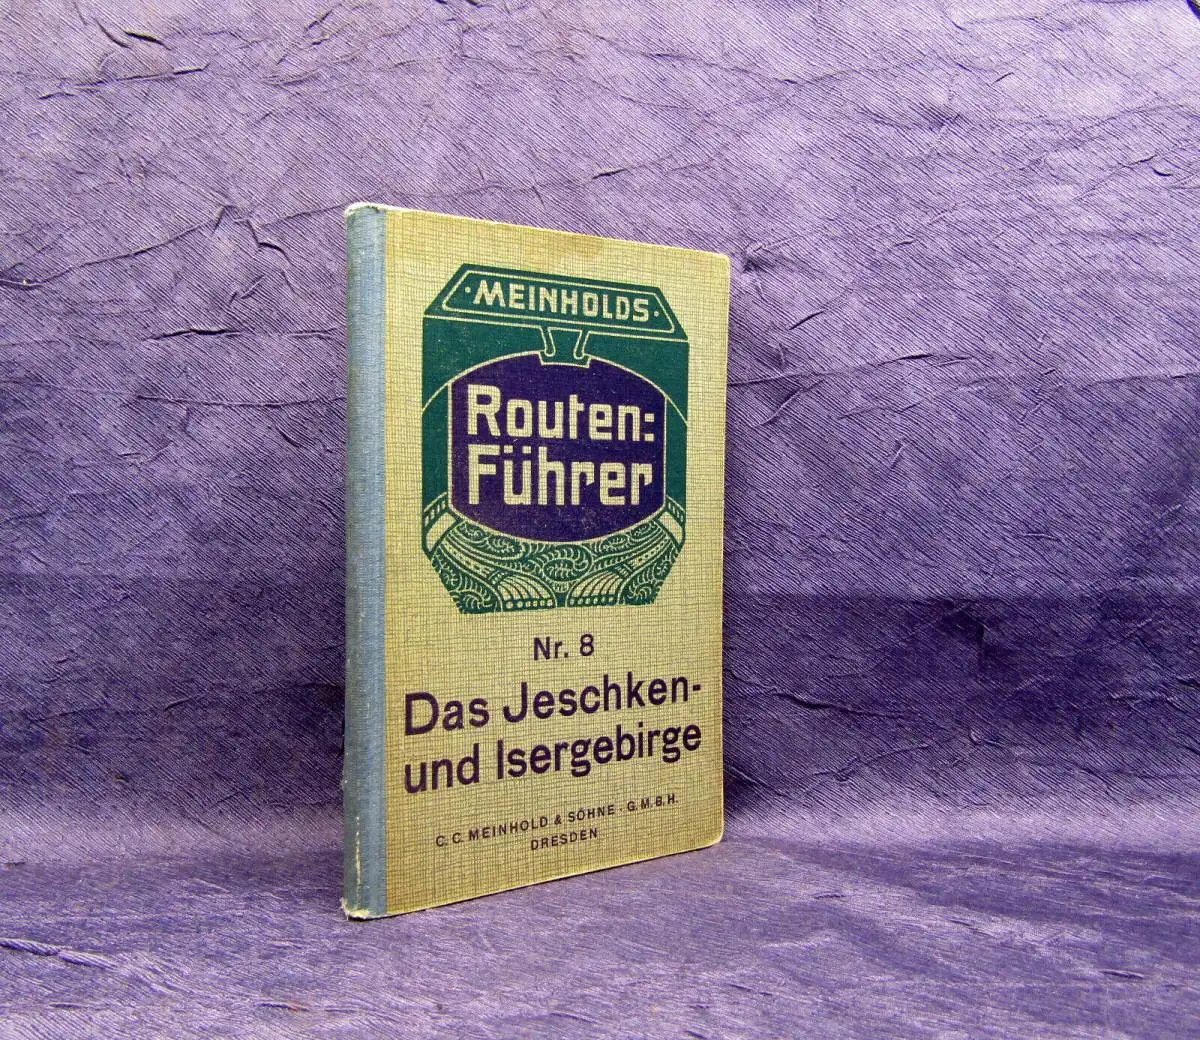 ·MEINHOLDS·
Routen:
Führer
Nr. 8
Das Jeschken-
und Isergebirge
C. C. MEINHOLD & SÖHNE · G.M.B.H.
DRESDEN